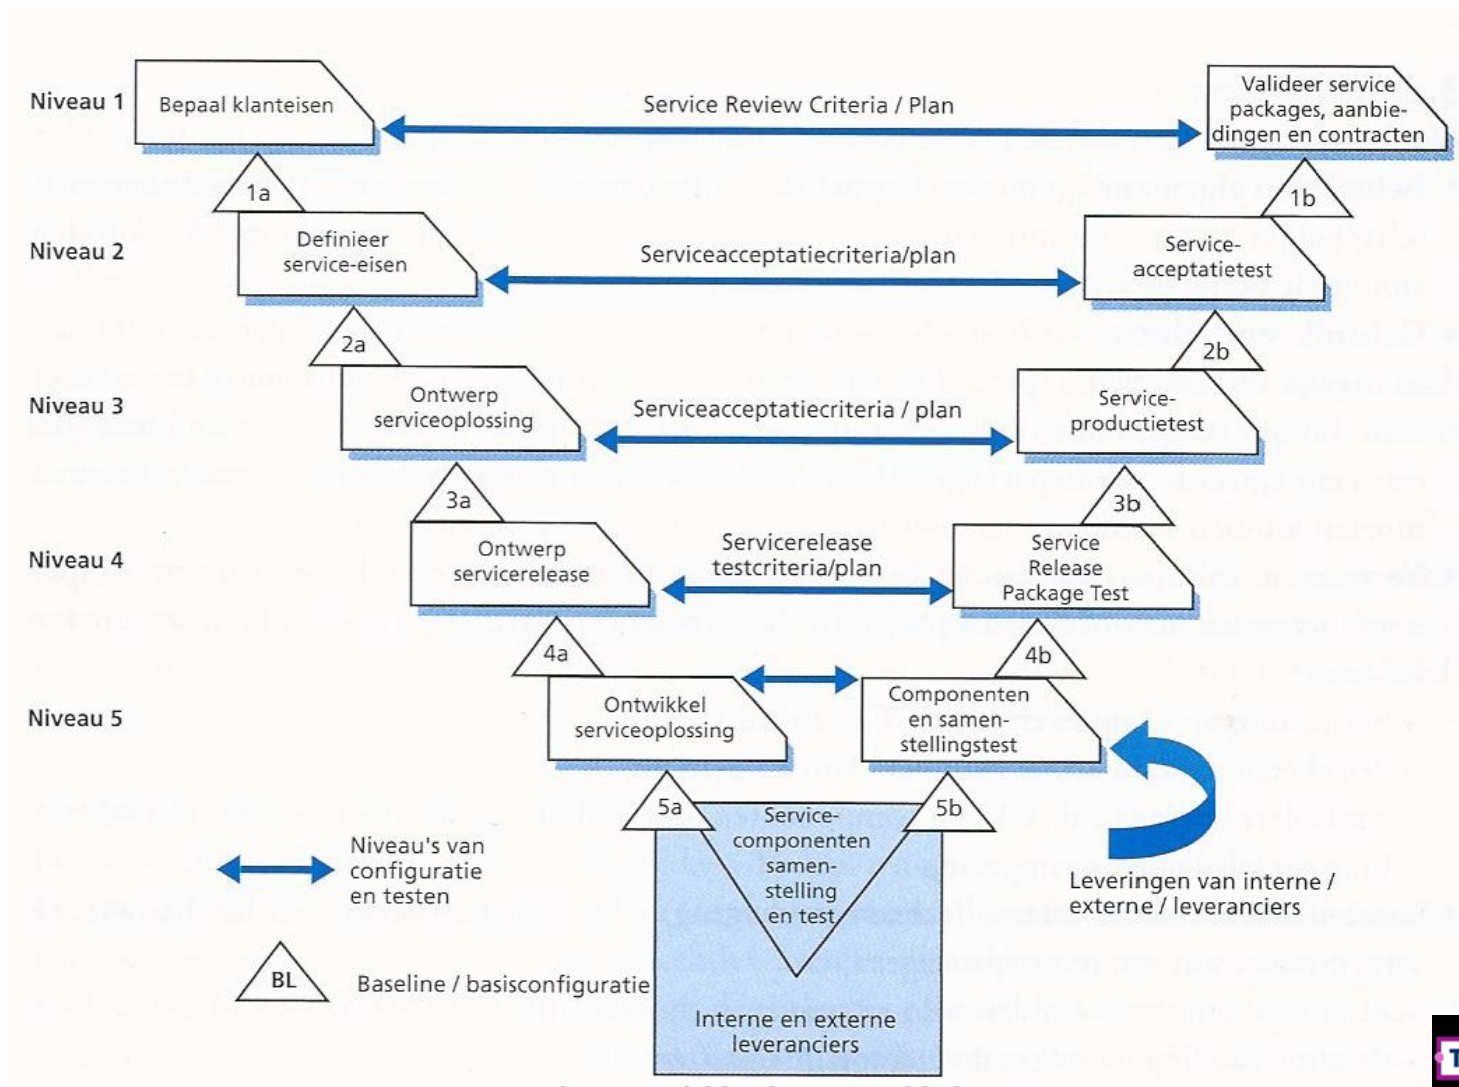 Niveau 1
Bepaal klanteisen
Service Review Criteria / Plan
Valideer service
packages, aanbie-
dingen en contracten
1a
1b
Niveau 2
Definieer
service-eisen
Serviceacceptatiecriteria/plan
Service-
acceptatietest
2a
2b
Niveau 3
Ontwerp
serviceoplossing
Serviceacceptatiecriteria / plan
Service-
productietest
3a
3b
Niveau 4
Ontwerp
servicerelease
Servicerelease
testcriteria/plan
Service
Release
Package Test
4a
4b
Niveau 5
Ontwikkel
serviceoplossing
Componenten
en samen-
stellingstest
5a
5b
Service-
componenten
samen-
stelling
en test
Niveau's van
configuratie
en testen
Leveringen van interne /
externe / leveranciers
BL
Baseline / basisconfiguratie
Interne en externe
leveranciers